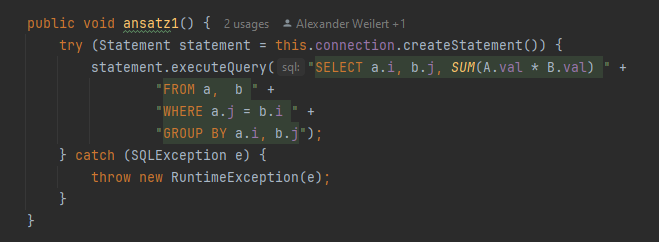 public void ansatz1() { 2 usages Alexander Weilert +1
try (Statement statement = this.connection.createStatement()) {
statement.executeQuery( sql: "SELECT a.i, b.j, SUM(A.val * B.val) " +
"FROM a,  b " +
"WHERE a.j = b.i " +
"GROUP BY a.i, b.j");
} catch (SQLException e) {
throw new RuntimeException(e);
}
}